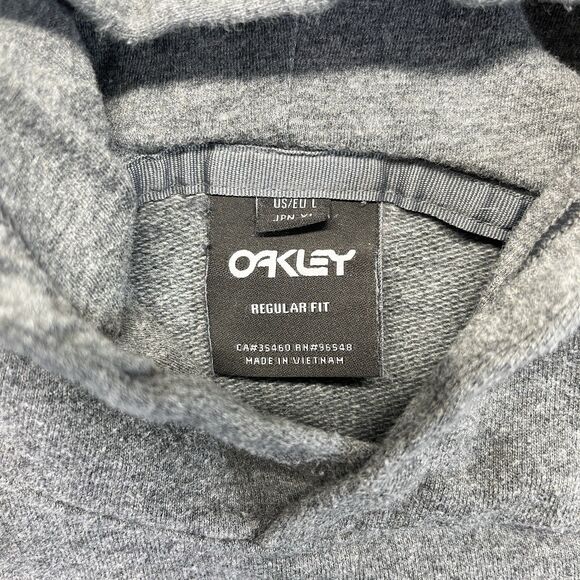 US/EU L
JPN XL
OAKLEY
REGULAR FIT
CA#35460 RN#96548
MADE IN VIETNAM